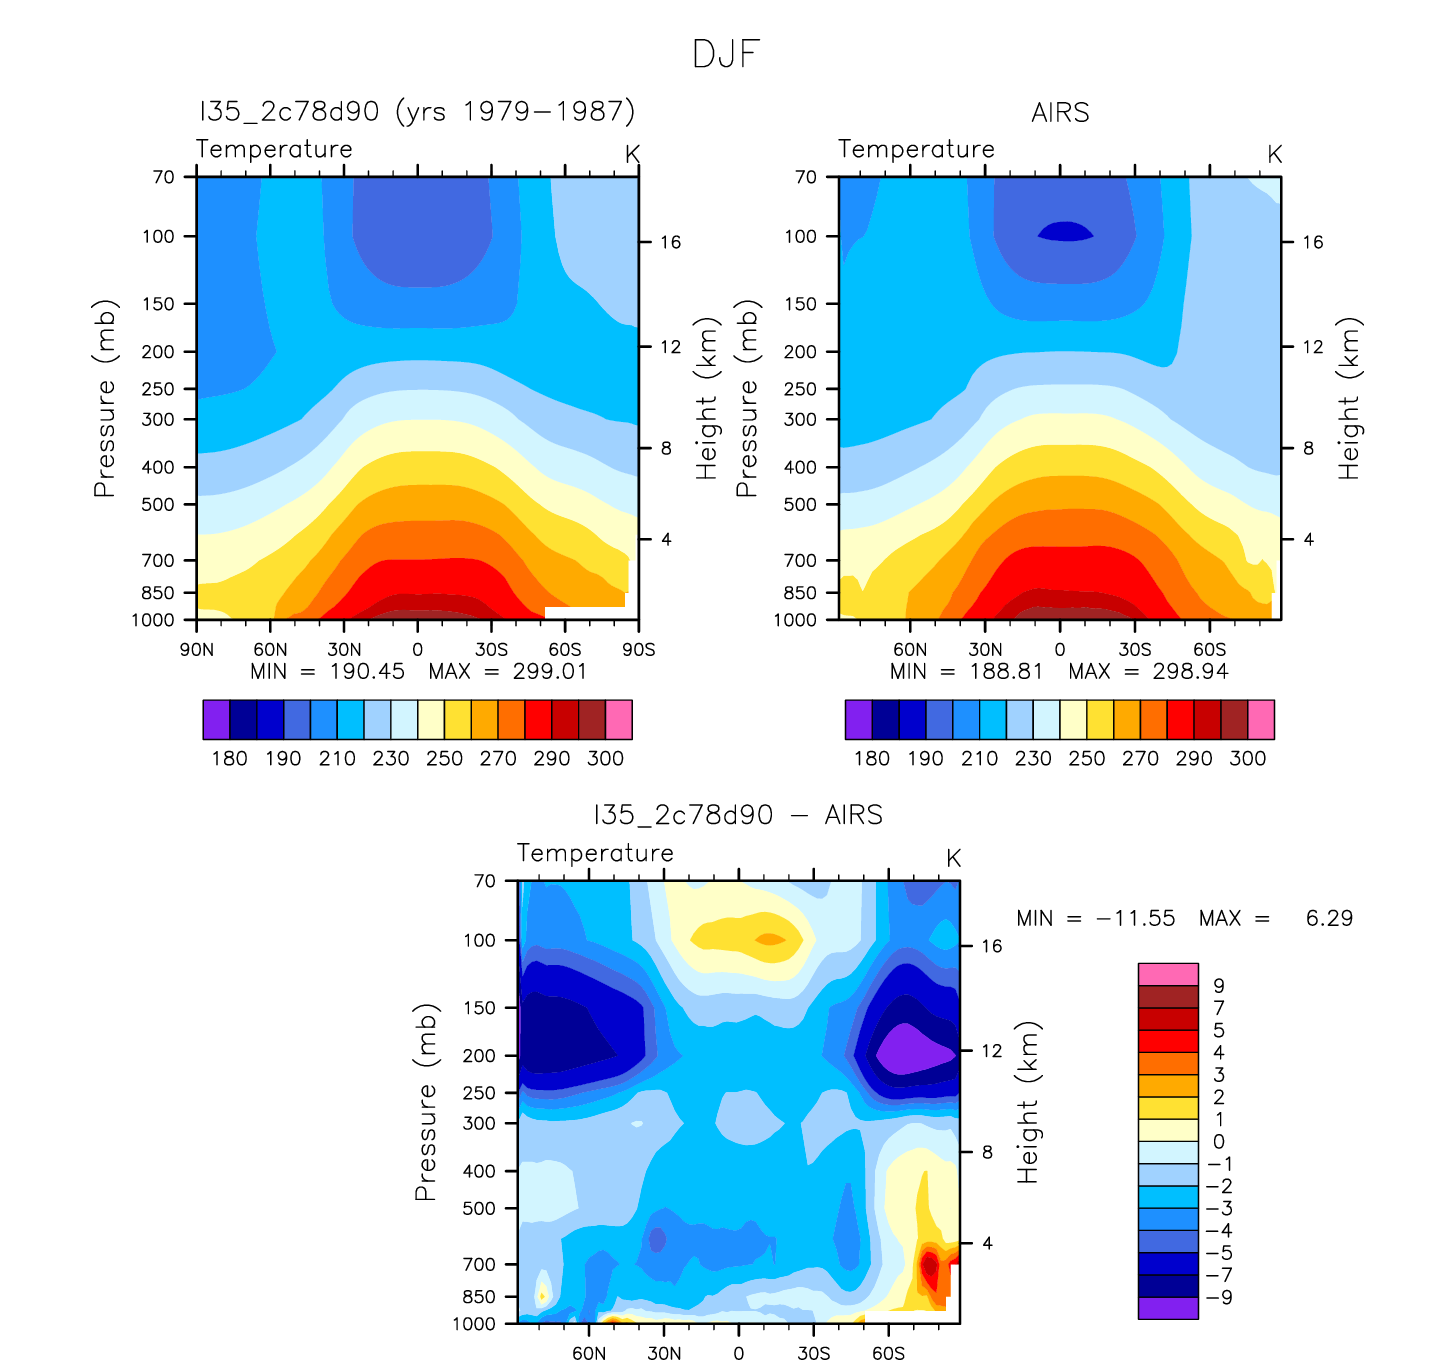 DJF
I35_2c78d90 (yrs 1979−1987)
Temperature K
70
100
150
200
250
300
400
500
700
850
1000
Pressure (mb)
16
12
8
4
Height (km)
90N 60N 30N 0 30S 60S 90S
MIN = 190.45 MAX = 299.01
180 190 210 230 250 270 290 300
AIRS
Temperature K
70
100
150
200
250
300
400
500
700
850
1000
Pressure (mb)
16
12
8
4
Height (km)
60N 30N 0 30S 60S
MIN = 188.81 MAX = 298.94
180 190 210 230 250 270 290 300
I35_2c78d90 − AIRS
Temperature K
70
100
150
200
250
300
400
500
700
850
1000
Pressure (mb)
16
12
8
4
Height (km)
60N 30N 0 30S 60S
MIN = −11.55 MAX = 6.29
9
7
5
4
3
2
1
0
−1
−2
−3
−4
−5
−7
−9